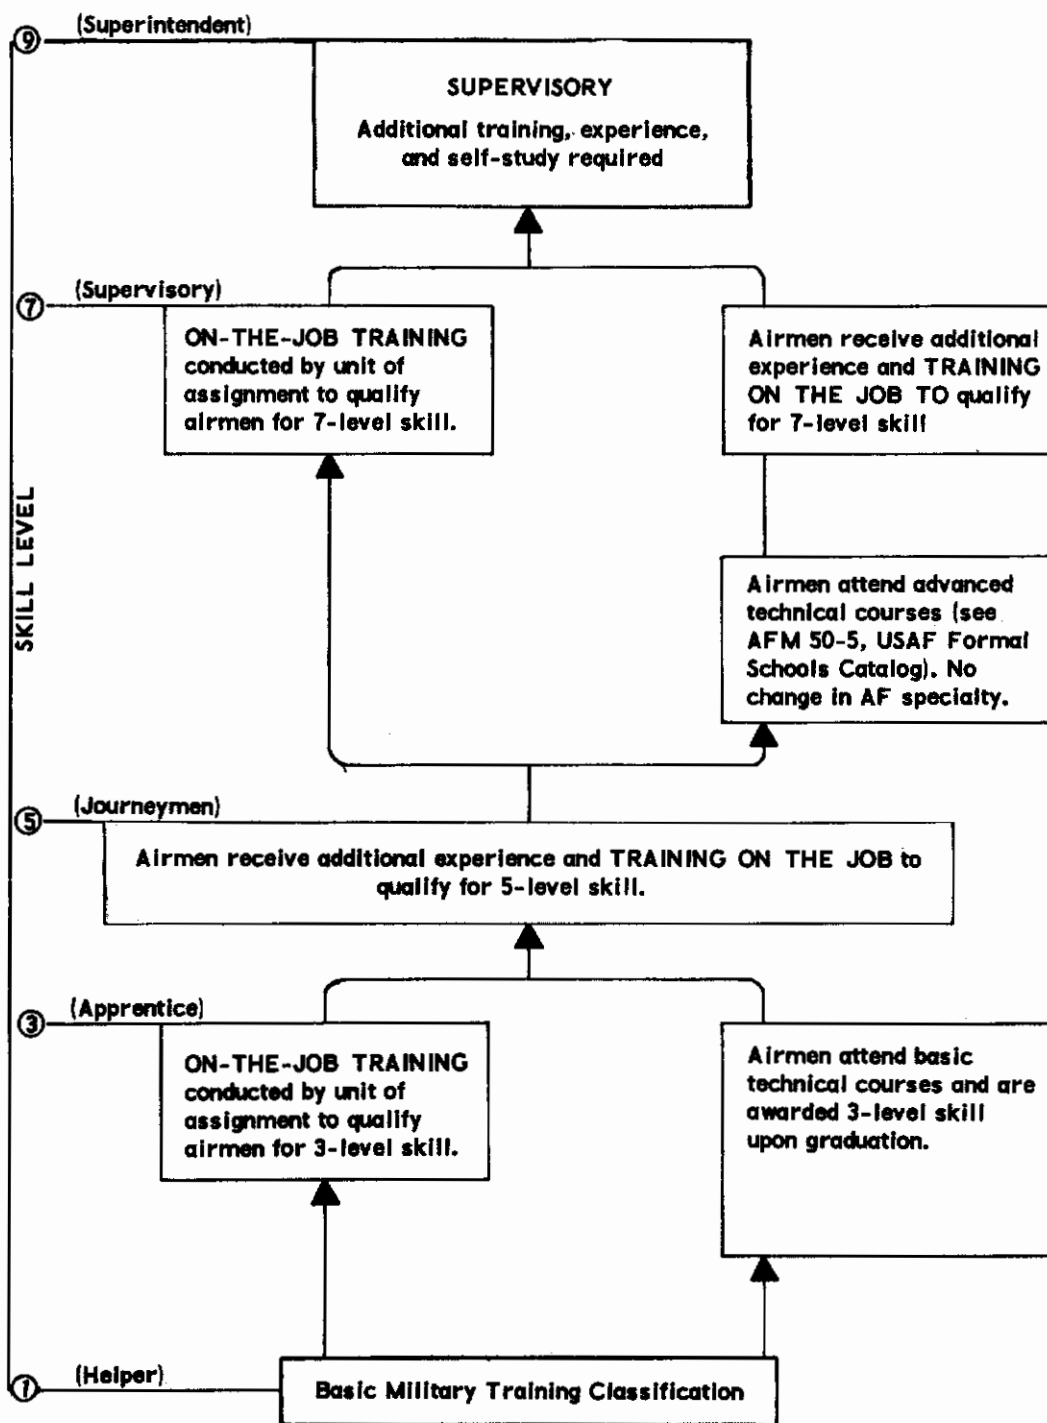 ⑨ (Superintendent)
SUPERVISORY
Additional training, experience,
and self-study required
⑦ (Supervisory)
ON-THE-JOB TRAINING
conducted by unit of
assignment to qualify
airmen for 7-level skill.
Airmen receive additional
experience and TRAINING
ON THE JOB TO qualify
for 7-level skill
SKILL LEVEL
Airmen attend advanced
technical courses (see
AFM 50-5, USAF Formal
Schools Catalog). No
change in AF specialty.
⑤ (Journeymen)
Airmen receive additional experience and TRAINING ON THE JOB to
qualify for 5-level skill.
③ (Apprentice)
ON-THE-JOB TRAINING
conducted by unit of
assignment to qualify
airmen for 3-level skill.
Airmen attend basic
technical courses and are
awarded 3-level skill
upon graduation.
① (Helper)
Basic Military Training Classification